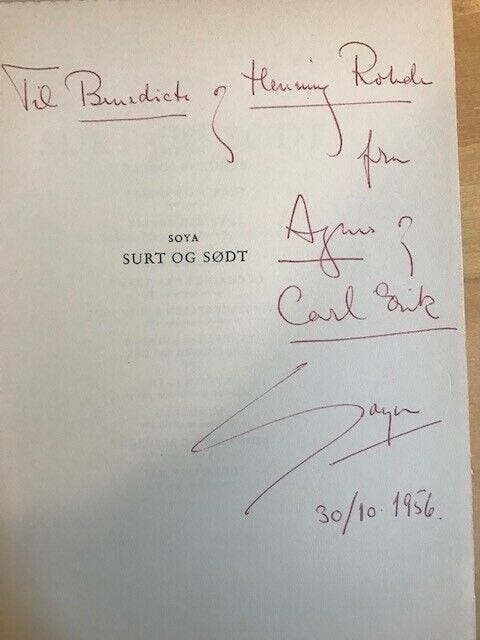 Til Benedicte og Henning Rohde
fra
Agnes og
Carl Erik
SOYA
SURT OG SØDT
Soya
30/10. 1956.